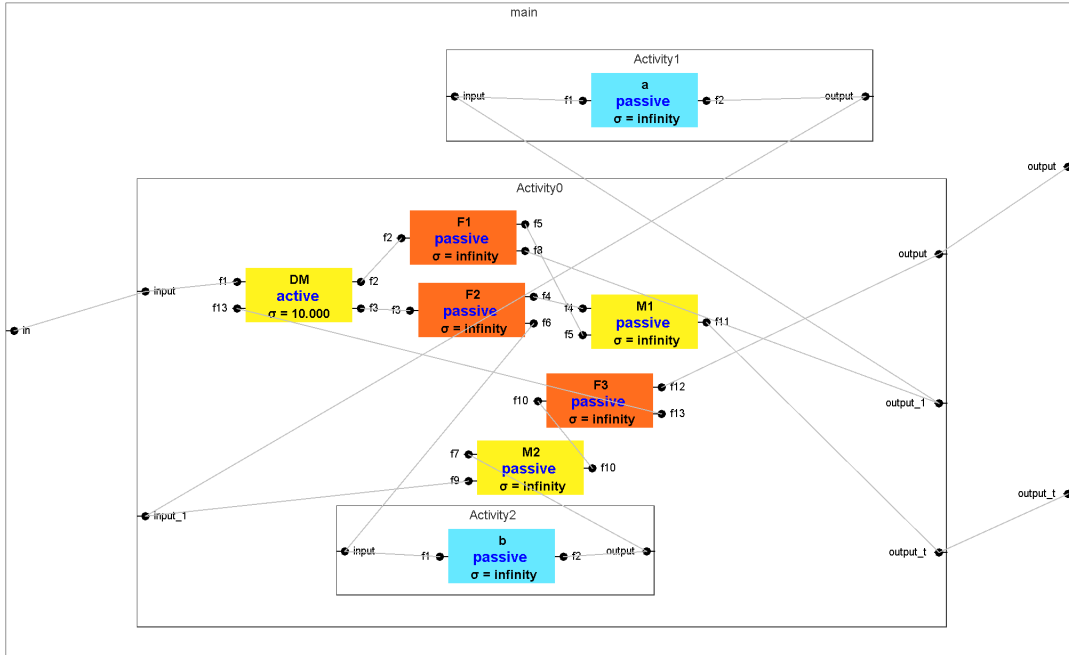 main
Activity1
a
input
f1
passive
f2
output
σ = infinity
output
Activity0
F1
f5
f2
passive
f8
σ = infinity
output
DM
input
f1
active
f2
f13
σ = 10.000
f3
F2
f4
f3
passive
f6
σ = infinity
M1
f4
passive
f11
f5
σ = infinity
in
F3
f12
f10
passive
f13
σ = infinity
output_1
M2
f7
passive
f10
f9
σ = infinity
output_t
input_1
Activity2
b
input
f1
passive
f2
output
σ = infinity
output_t